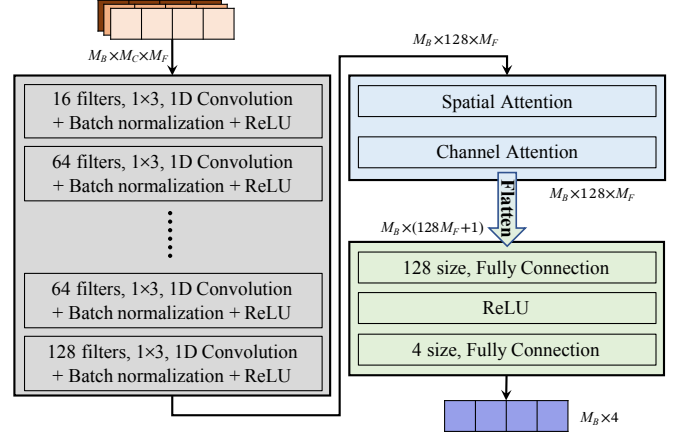 M_B×M_C×M_F
16 filters, 1×3, 1D Convolution
+ Batch normalization + ReLU
64 filters, 1×3, 1D Convolution
+ Batch normalization + ReLU
64 filters, 1×3, 1D Convolution
+ Batch normalization + ReLU
128 filters, 1×3, 1D Convolution
+ Batch normalization + ReLU
M_B×128×M_F
Spatial Attention
Channel Attention
Flatten
M_B×128×M_F
M_B×(128M_F+1)
128 size, Fully Connection
ReLU
4 size, Fully Connection
M_B×4